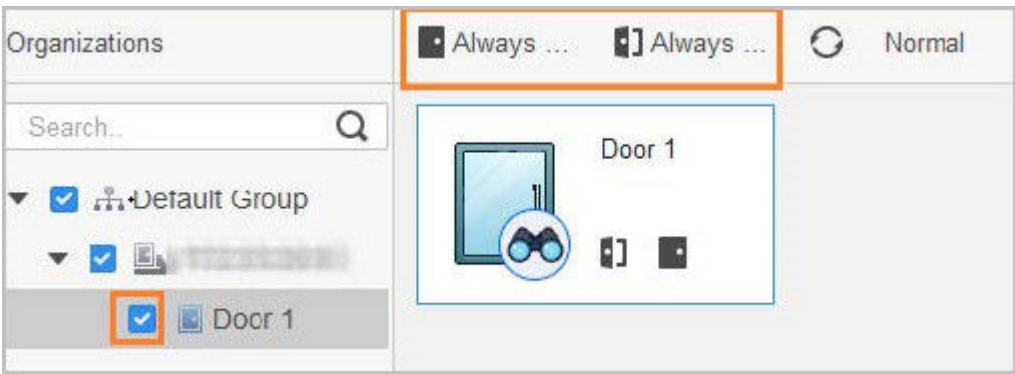 Organizations
Always ... Always ... Normal
Search..
Default Group
Door 1
Door 1